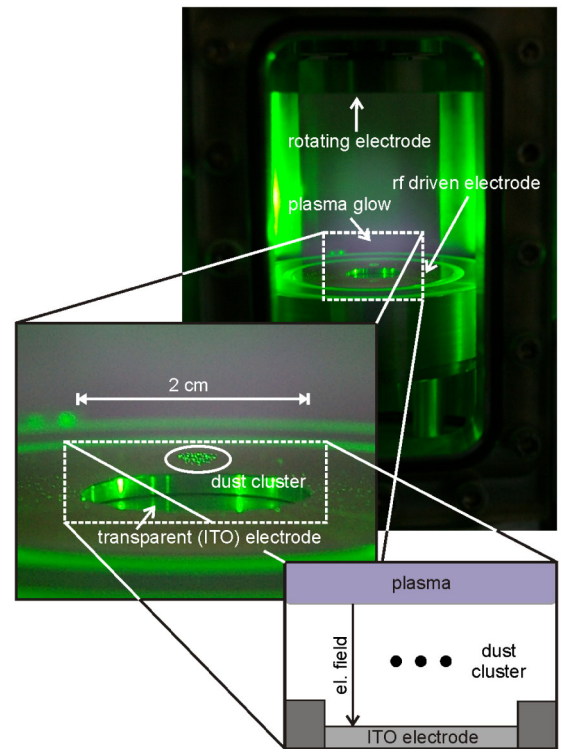 rotating electrode
rf driven electrode
plasma glow
2 cm
dust cluster
transparent (ITO) electrode
plasma
el. field
dust
cluster
ITO electrode